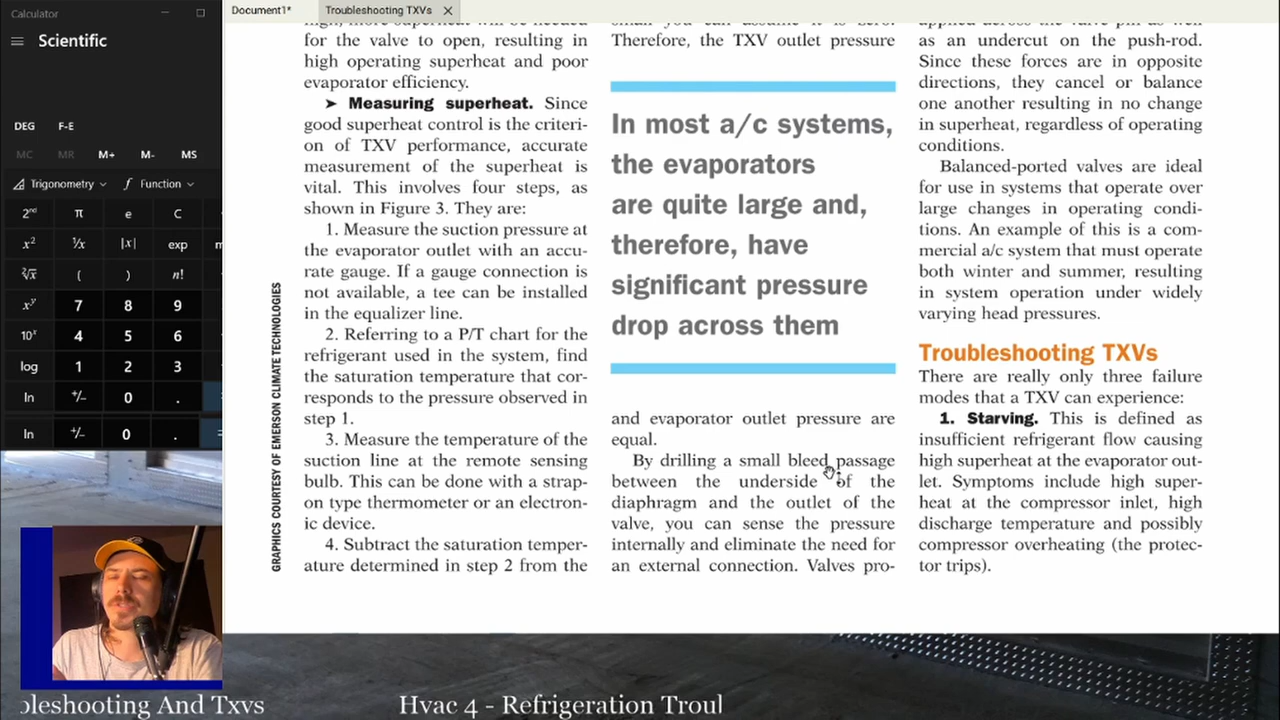 Calculator
Document1*
Troubleshooting TXVs
Scientific
DEG
F-E
MC
MR
M+
M-
MS
Trigonometry
Function
2nd
π
e
C
x²
¹/x
|x|
exp
²√x
(
)
n!
xʸ
7
8
9
10ˣ
4
5
6
log
1
2
3
ln
+/-
0
.
ln
+/-
0
.
for the valve to open, resulting in
high operating superheat and poor
evaporator efficiency.
➤ Measuring superheat. Since
good superheat control is the criteri-
on of TXV performance, accurate
measurement of the superheat is
vital. This involves four steps, as
shown in Figure 3. They are:
1. Measure the suction pressure at
the evaporator outlet with an accu-
rate gauge. If a gauge connection is
not available, a tee can be installed
in the equalizer line.
2. Referring to a P/T chart for the
refrigerant used in the system, find
the saturation temperature that cor-
responds to the pressure observed in
step 1.
3. Measure the temperature of the
suction line at the remote sensing
bulb. This can be done with a strap-
on type thermometer or an electron-
ic device.
4. Subtract the saturation temper-
ature determined in step 2 from the
GRAPHICS COURTESY OF EMERSON CLIMATE TECHNOLOGIES
Therefore, the TXV outlet pressure
In most a/c systems,
the evaporators
are quite large and,
therefore, have
significant pressure
drop across them
and evaporator outlet pressure are
equal.
By drilling a small bleed passage
between the underside of the
diaphragm and the outlet of the
valve, you can sense the pressure
internally and eliminate the need for
an external connection. Valves pro-
as an undercut on the push-rod.
Since these forces are in opposite
directions, they cancel or balance
one another resulting in no change
in superheat, regardless of operating
conditions.
Balanced-ported valves are ideal
for use in systems that operate over
large changes in operating condi-
tions. An example of this is a com-
mercial a/c system that must operate
both winter and summer, resulting
in system operation under widely
varying head pressures.
Troubleshooting TXVs
There are really only three failure
modes that a TXV can experience:
1. Starving. This is defined as
insufficient refrigerant flow causing
high superheat at the evaporator out-
let. Symptoms include high super-
heat at the compressor inlet, high
discharge temperature and possibly
compressor overheating (the protec-
tor trips).
oleshooting And Txvs Hvac 4 - Refrigeration Troul